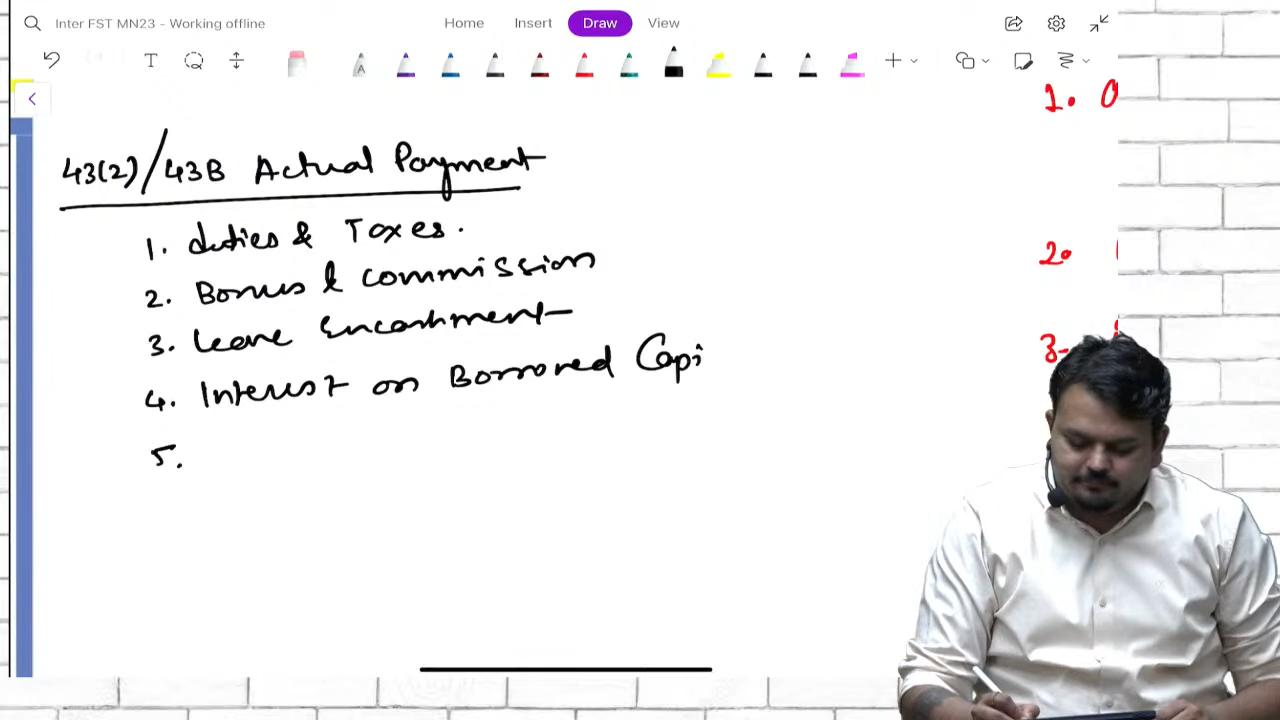 Inter FST MN23 - Working offline
Home Insert Draw View
T
A
1. O
43(2)/43B Actual Payment
1. Duties & Taxes.
2. Bonus & commission
2.
3. Leave Encashment
3-
4. Interest on Borrowed Capi
5.